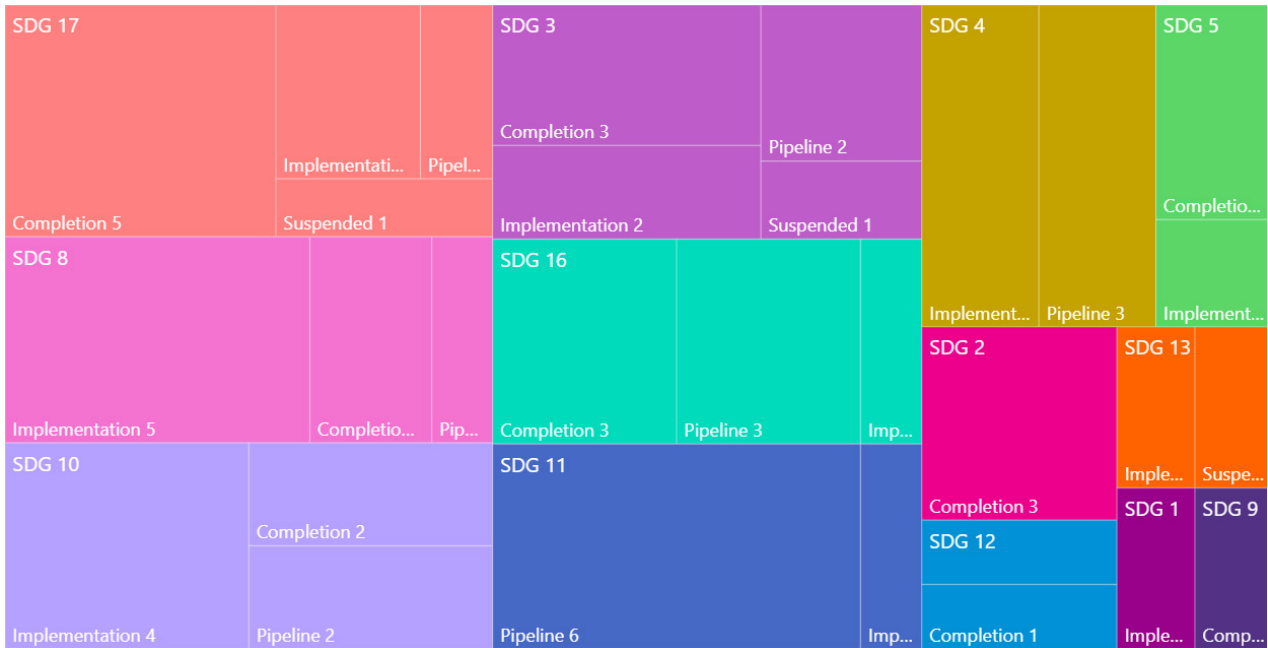 SDG 17
Implementati...
Pipel...
Completion 5
Suspended 1
SDG 8
Implementation 5
Completio...
Pip...
SDG 10
Completion 2
Implementation 4
Pipeline 2
SDG 3
Completion 3
Pipeline 2
Implementation 2
Suspended 1
SDG 16
Completion 3
Pipeline 3
Imp...
SDG 11
Pipeline 6
Imp...
SDG 4
Implement...
Pipeline 3
SDG 5
Completio...
Implement...
SDG 2
Completion 3
SDG 13
Imple...
Suspe...
SDG 12
Completion 1
SDG 1
Imple...
SDG 9
Comp...